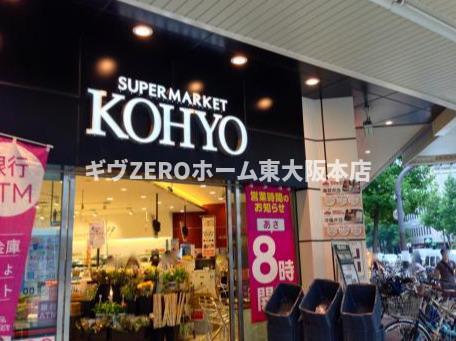 SUPERMARKET
KOHYO
ギヴZEROホーム東大阪本店
銀行
ATM
営業時間の
お知らせ
あさ
8時
開